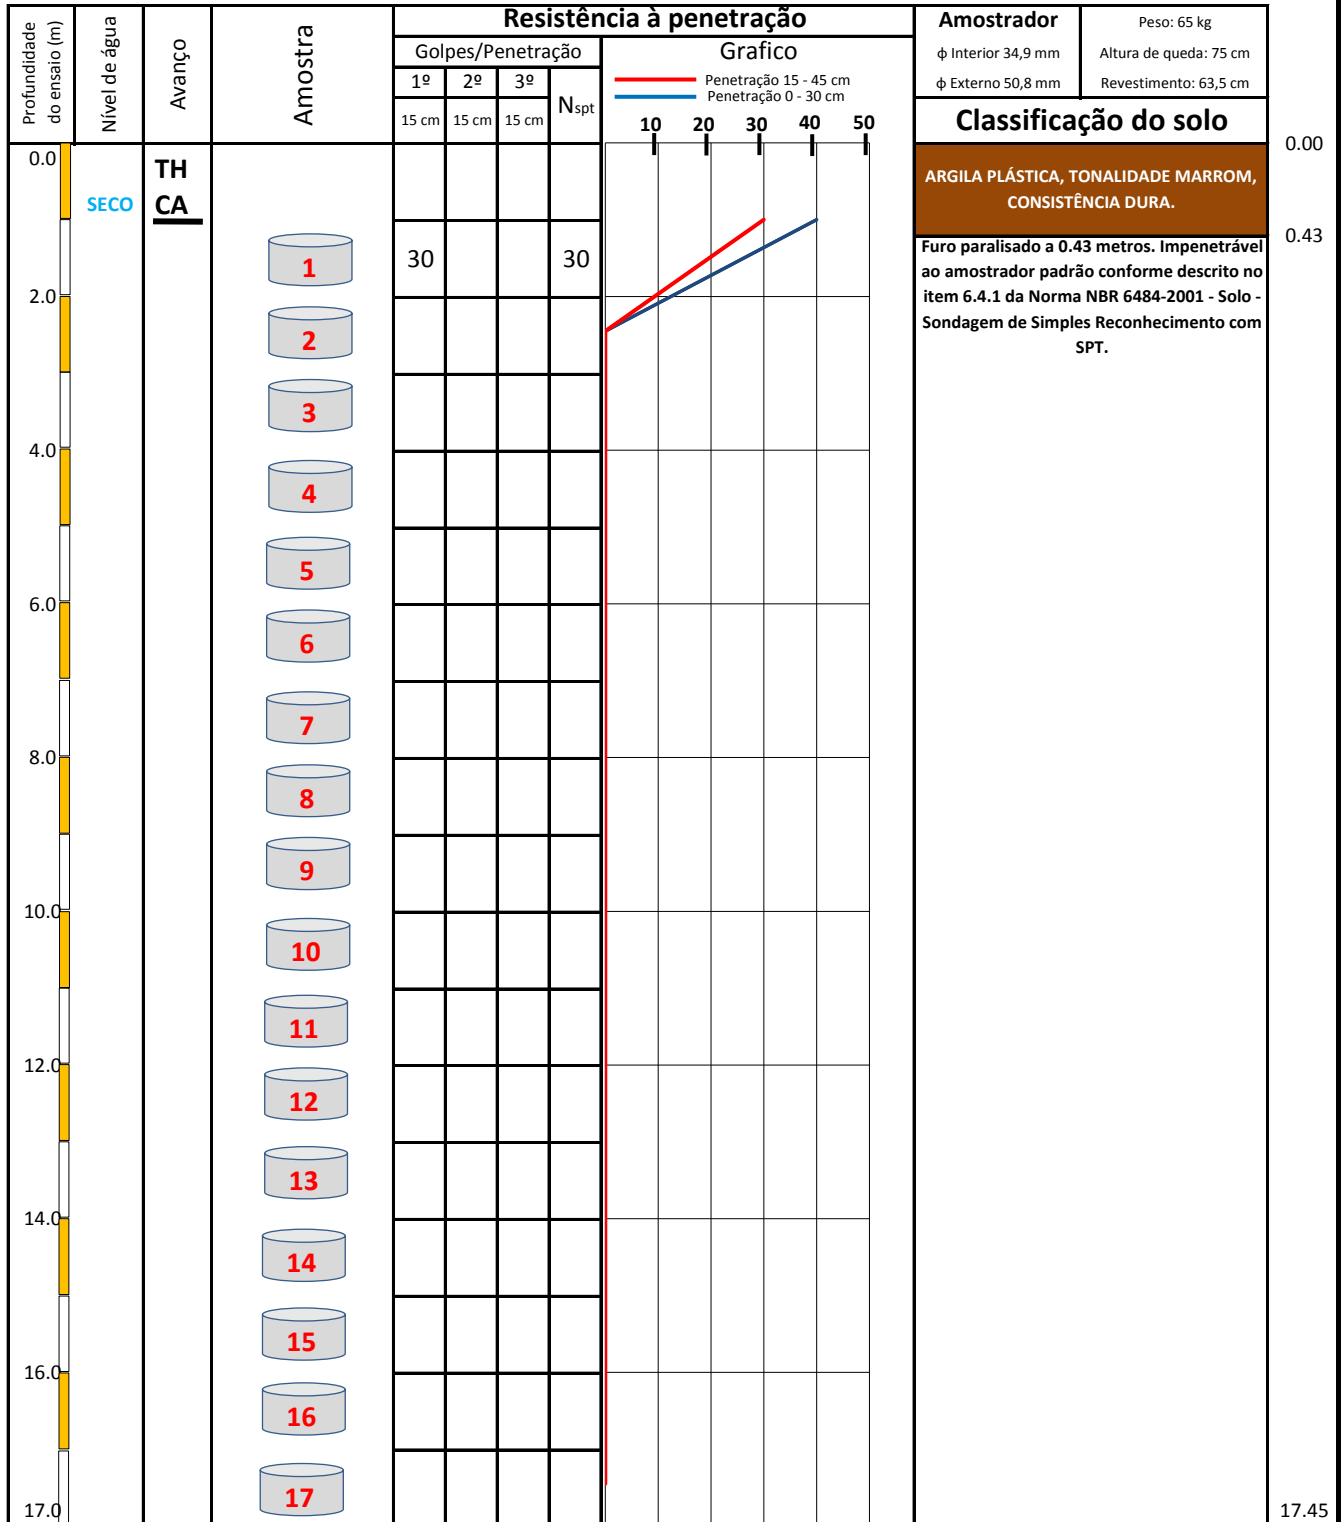 Profundidade
do ensaio (m)
Nível de água
Avanço
Amostra
Resistência à penetração
Golpes/Penetração
1º 2º 3º
15 cm 15 cm 15 cm
Nspt
Grafico
Penetração 15 - 45 cm
Penetração 0 - 30 cm
10 20 30 40 50
Amostrador
ϕ Interior 34,9 mm
ϕ Externo 50,8 mm
Peso: 65 kg
Altura de queda: 75 cm
Revestimento: 63,5 cm
Classificação do solo
0.0
TH
SECO
CA
ARGILA PLÁSTICA, TONALIDADE MARROM,
CONSISTÊNCIA DURA.
0.00
0.43
1
30
30
Furo paralisado a 0.43 metros. Impenetrável
ao amostrador padrão conforme descrito no
item 6.4.1 da Norma NBR 6484-2001 - Solo -
Sondagem de Simples Reconhecimento com
SPT.
2.0
2
3
4.0
4
5
6.0
6
7
8.0
8
9
10.0
10
11
12.0
12
13
14.0
14
15
16.0
16
17
17.0
17.45